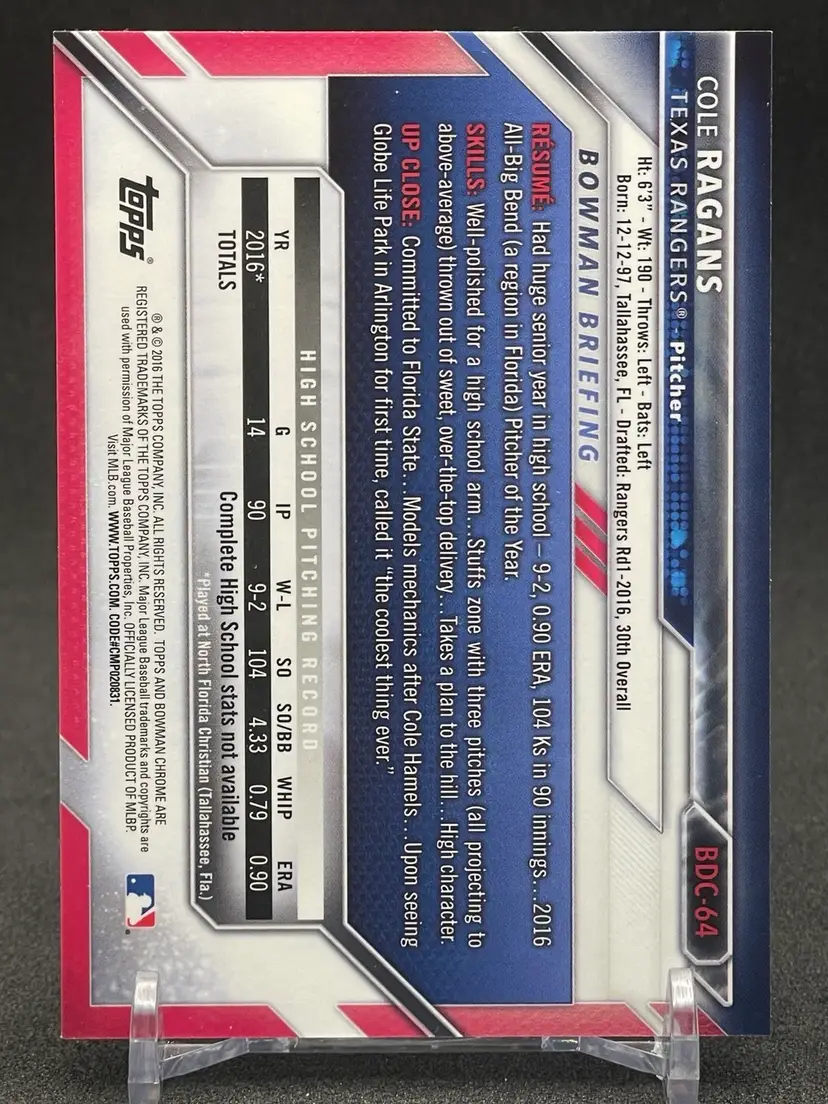 COLE RAGANS
BDC-64
TEXAS RANGERS® - Pitcher
Ht: 6'3" - Wt: 190 - Throws: Left - Bats: Left
Born: 12-12-97, Tallahassee, FL - Drafted: Rangers Rd1-2016, 30th Overall
BOWMAN BRIEFING
RÉSUMÉ: Had huge senior year in high school – 9-2, 0.90 ERA, 104 Ks in 90 innings...2016
All-Big Bend (a region in Florida) Pitcher of the Year.
SKILLS: Well-polished for a high school arm...Stuffs zone with three pitches (all projecting to
above-average) thrown out of sweet, over-the-top delivery...Takes a plan to the hill...High character.
UP CLOSE: Committed to Florida State...Models mechanics after Cole Hamels...Upon seeing
Globe Life Park in Arlington for first time, called it "the coolest thing ever."
HIGH SCHOOL PITCHING RECORD
YR G IP W-L SO SO/BB WHIP ERA
2016* 14 90 9-2 104 4.33 0.79 0.90
TOTALS Complete High School stats not available
*Played at North Florida Christian (Tallahassee, Fla.)
topps®
® & © 2016 THE TOPPS COMPANY, INC. ALL RIGHTS RESERVED. TOPPS AND BOWMAN CHROME ARE
REGISTERED TRADEMARKS OF THE TOPPS COMPANY, INC. Major League Baseball trademarks and copyrights are
used with permission of Major League Baseball Properties, Inc. OFFICIALLY LICENSED PRODUCT OF MLBP.
Visit MLB.com. WWW.TOPPS.COM. CODE#CMP020831.